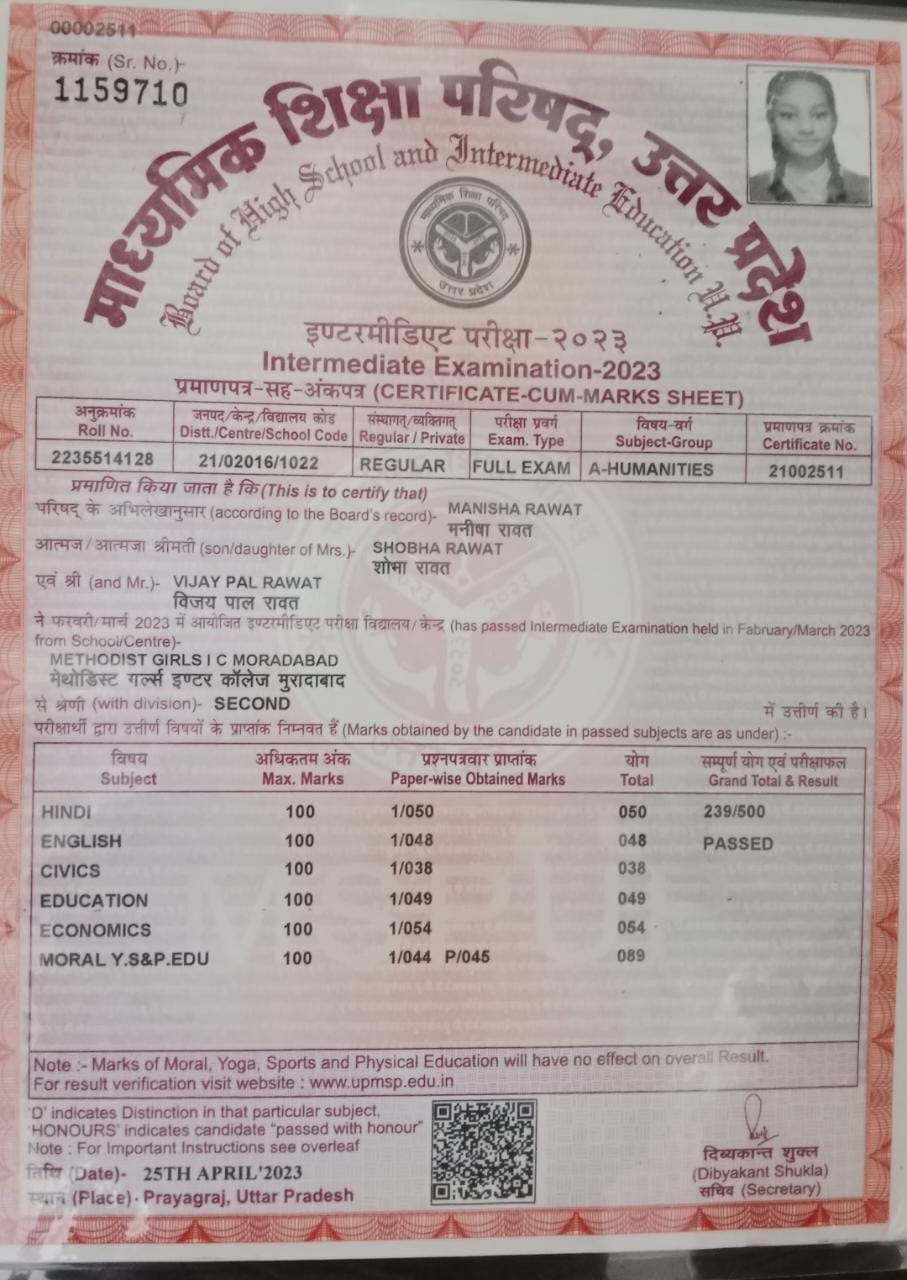 00002511
क्रमांक (Sr. No.)-
1159710
माध्यमिक शिक्षा परिषद्, उत्तर प्रदेश
Board of High School and Intermediate Education U.P.
माध्यमिक शिक्षा परिषद्
उत्तर प्रदेश
इण्टरमीडिएट परीक्षा-२०२३
Intermediate Examination-2023
प्रमाणपत्र-सह-अंकपत्र (CERTIFICATE-CUM-MARKS SHEET)
अनुक्रमांक जनपद/केन्द्र/विद्यालय कोड संस्थागत/व्यक्तिगत् परीक्षा प्रवर्ग विषय-वर्ग प्रमाणपत्र क्रमांक
Roll No. Distt./Centre/School Code Regular / Private Exam. Type Subject-Group Certificate No.
2235514128 21/02016/1022 REGULAR FULL EXAM A-HUMANITIES 21002511
प्रमाणित किया जाता है कि (This is to certify that)
परिषद् के अभिलेखानुसार (according to the Board's record)- MANISHA RAWAT
मनीषा रावत
आत्मज/आत्मजा श्रीमती (son/daughter of Mrs.)- SHOBHA RAWAT
शोभा रावत
एवं श्री (and Mr.)- VIJAY PAL RAWAT
विजय पाल रावत
ने फरवरी/मार्च 2023 में आयोजित इण्टरमीडिएट परीक्षा विद्यालय/केन्द्र (has passed Intermediate Examination held in Fabruary/March 2023
from School/Centre)-
METHODIST GIRLS I C MORADABAD
मेथोडिस्ट गर्ल्स इण्टर कॉलेज मुरादाबाद
से श्रेणी (with division)- SECOND में उत्तीर्ण की है।
परीक्षार्थी द्वारा उत्तीर्ण विषयों के प्राप्तांक निम्नवत हैं (Marks obtained by the candidate in passed subjects are as under) :-
विषय अधिकतम अंक प्रश्नपत्रवार प्राप्तांक योग सम्पूर्ण योग एवं परीक्षाफल
Subject Max. Marks Paper-wise Obtained Marks Total Grand Total & Result
HINDI 100 1/050 050 239/500
ENGLISH 100 1/048 048 PASSED
CIVICS 100 1/038 038
EDUCATION 100 1/049 049
ECONOMICS 100 1/054 054
MORAL Y.S&P.EDU 100 1/044 P/045 089
Note :- Marks of Moral, Yoga, Sports and Physical Education will have no effect on overall Result.
For result verification visit website : www.upmsp.edu.in
'D' indicates Distinction in that particular subject,
'HONOURS' indicates candidate "passed with honour"
Note : For Important Instructions see overleaf
तिथि (Date)- 25TH APRIL'2023
स्थान (Place)- Prayagraj, Uttar Pradesh
दिब्यकान्त शुक्ल
(Dibyakant Shukla)
सचिव (Secretary)